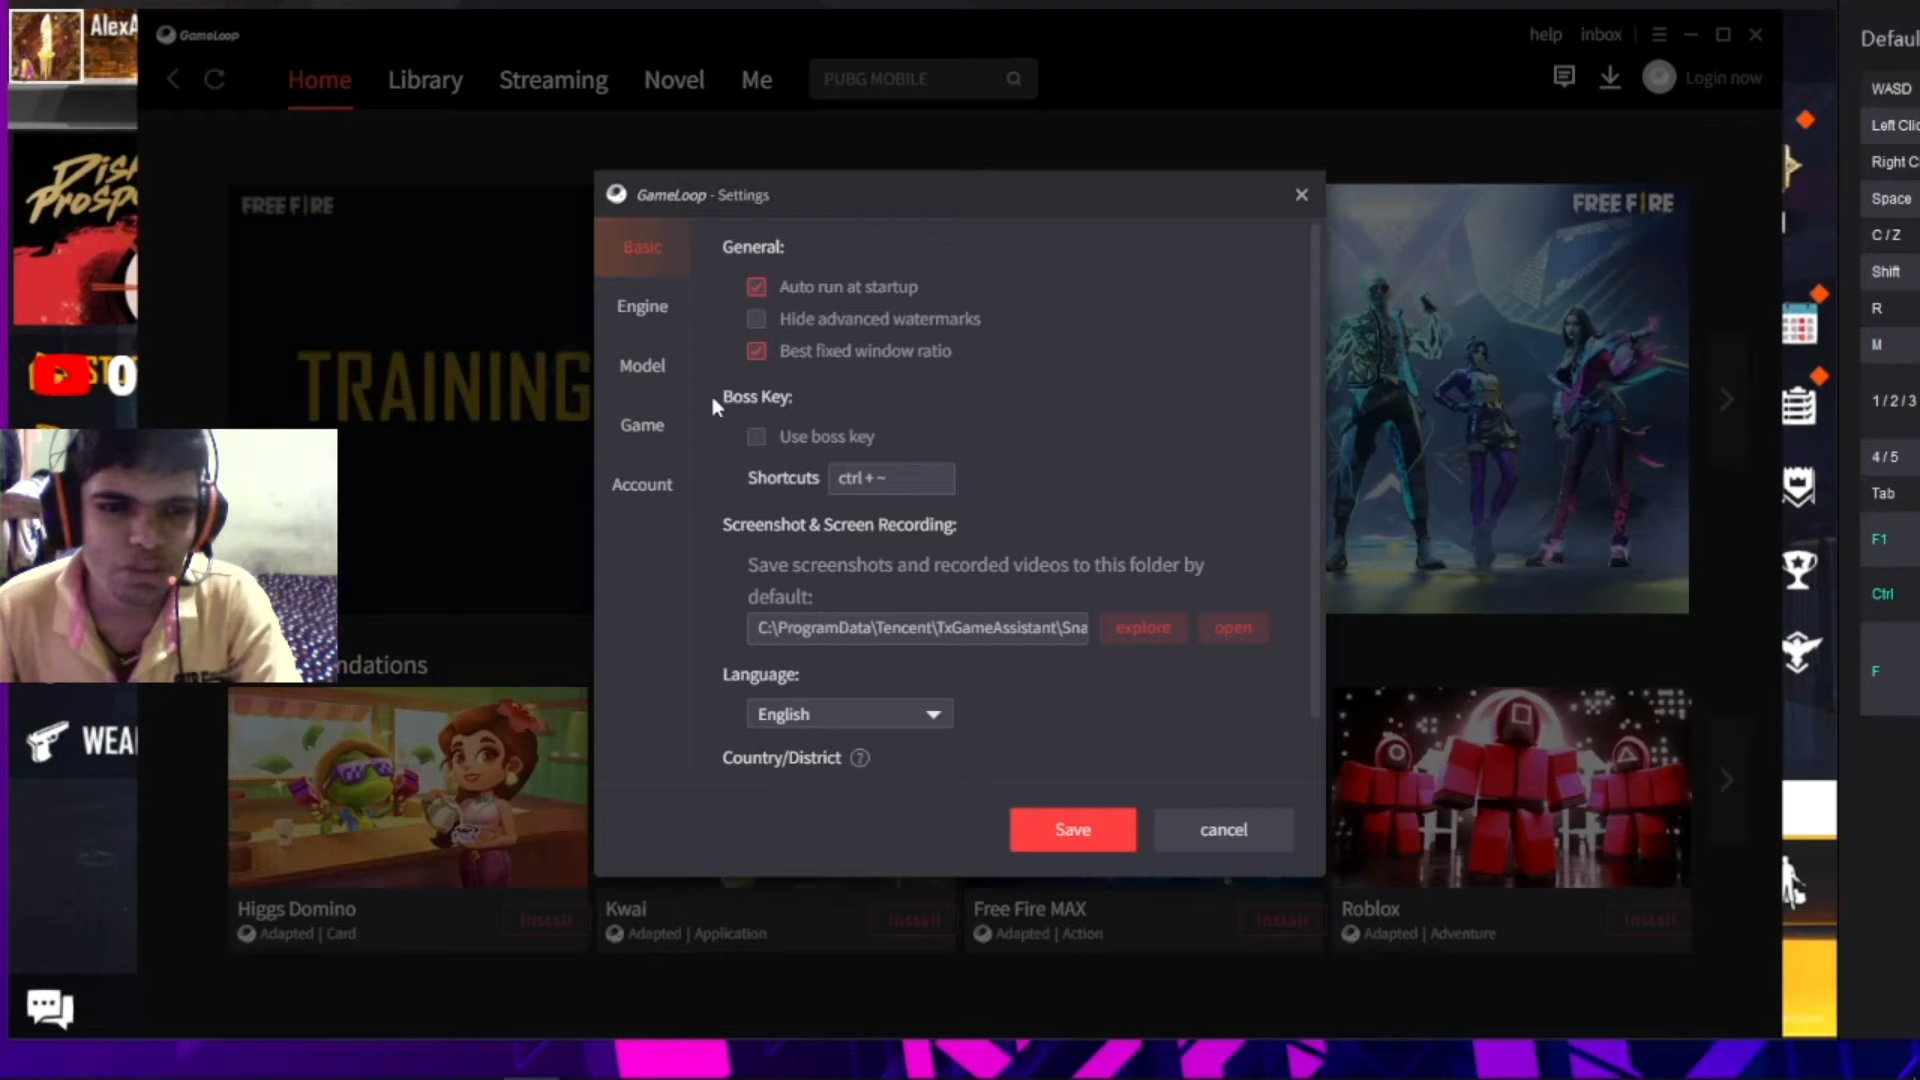 AlexA
GameLoop
help
inbox
Home
Library
Streaming
Novel
Me
PUBG MOBILE
Login now
Default
WASD
Left Clic
Right C
Space
C / Z
Shift
R
M
1 / 2 / 3
4 / 5
Tab
F1
Ctrl
F
FREE FIRE
TRAINING
FREE FIRE
GameLoop - Settings
Basic
Engine
Model
Game
Account
General:
Auto run at startup
Hide advanced watermarks
Best fixed window ratio
Boss Key:
Use boss key
Shortcuts
ctrl + ~
Screenshot & Screen Recording:
Save screenshots and recorded videos to this folder by
default:
C:\ProgramData\Tencent\TxGameAssistant\Sna
explore
open
Language:
English
Country/District
?
Save
cancel
ndations
0
WEA
Higgs Domino
Install
Adapted | Card
Kwai
Install
Adapted | Application
Free Fire MAX
Install
Adapted | Action
Roblox
Install
Adapted | Adventure